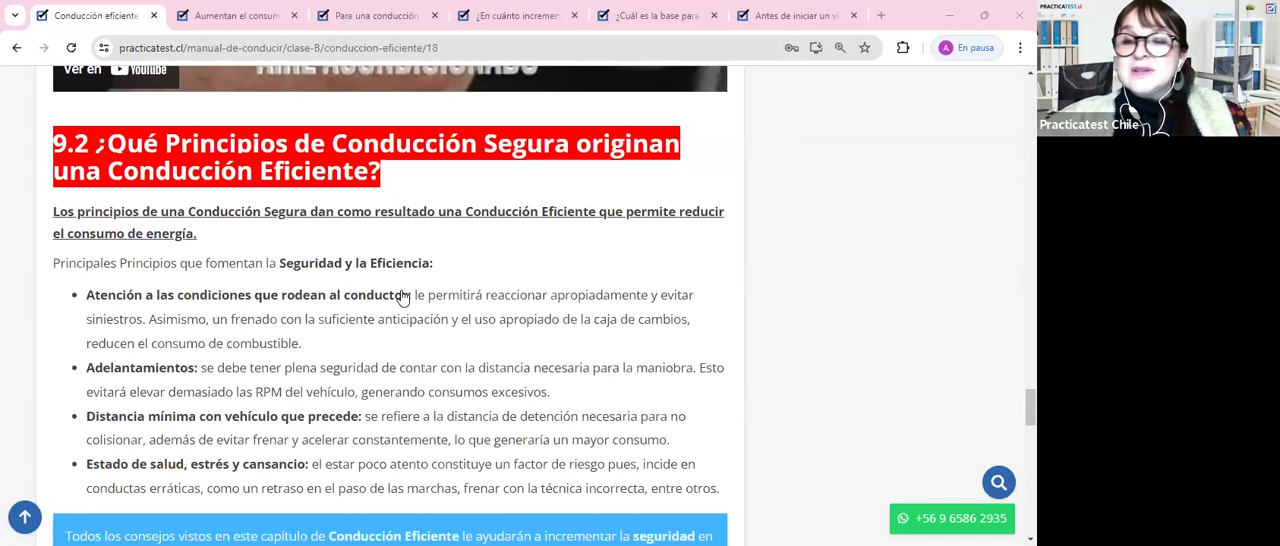 Conducción eficiente
Aumentan el consum
Para una conducción
¿En cuánto increment
¿Cuál es la base para
Antes de iniciar un vi
practicatest.cl/manual-de-conducir/clase-B/conduccion-eficiente/18
A
En pausa
Ver en YouTube
AIRE ACONDICIONADO
PRACTICATEST.CL
Practicatest Chile
9.2 ¿Qué Principios de Conducción Segura originan
una Conducción Eficiente?
Los principios de una Conducción Segura dan como resultado una Conducción Eficiente que permite reducir
el consumo de energía.
Principales Principios que fomentan la Seguridad y la Eficiencia:
Atención a las condiciones que rodean al conducto le permitirá reaccionar apropiadamente y evitar
siniestros. Asimismo, un frenado con la suficiente anticipación y el uso apropiado de la caja de cambios,
reducen el consumo de combustible.
Adelantamientos: se debe tener plena seguridad de contar con la distancia necesaria para la maniobra. Esto
evitará elevar demasiado las RPM del vehículo, generando consumos excesivos.
Distancia mínima con vehículo que precede: se refiere a la distancia de detención necesaria para no
colisionar, además de evitar frenar y acelerar constantemente, lo que generaría un mayor consumo.
Estado de salud, estrés y cansancio: el estar poco atento constituye un factor de riesgo pues, incide en
conductas erráticas, como un retraso en el paso de las marchas, frenar con la técnica incorrecta, entre otros.
+56 9 6586 2935
Todos los consejos vistos en este capítulo de Conducción Eficiente le ayudarán a incrementar la seguridad en